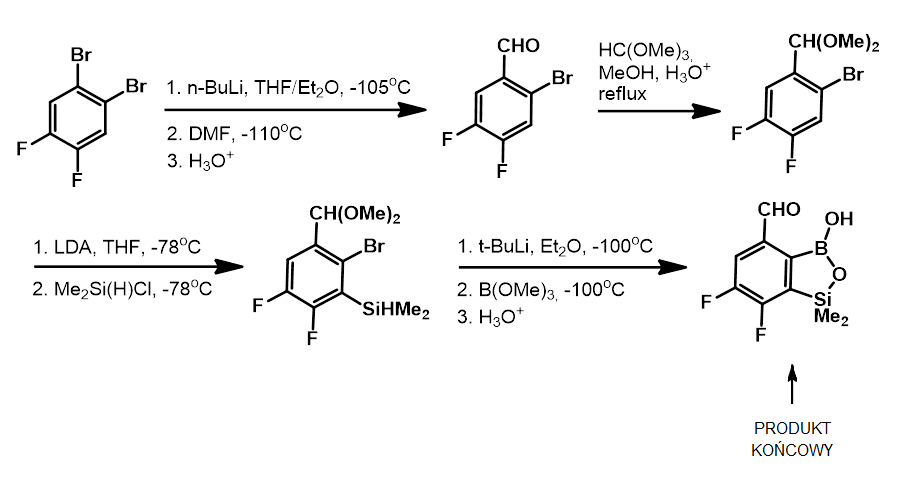 Br
Br
F
F
1. n-BuLi, THF/Et₂O, -105°C
2. DMF, -110°C
3. H₃O⁺
CHO
Br
F
F
HC(OMe)₃,
MeOH, H₃O⁺
reflux
CH(OMe)₂
Br
F
F
1. LDA, THF, -78°C
2. Me₂Si(H)Cl, -78°C
CH(OMe)₂
Br
SiHMe₂
F
F
1. t-BuLi, Et₂O, -100°C
2. B(OMe)₃, -100°C
3. H₃O⁺
CHO
OH
B
O
Si
Me₂
F
F
PRODUKT
KOŃCOWY